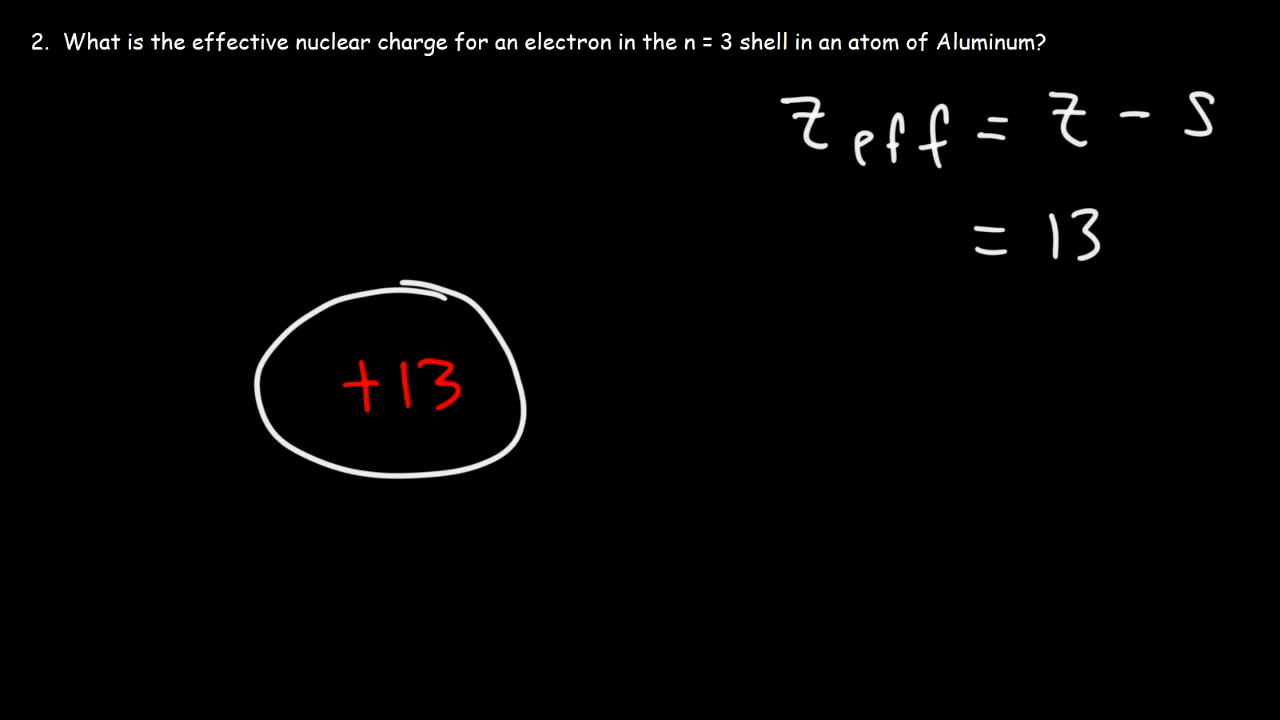 2. What is the effective nuclear charge for an electron in the n = 3 shell in an atom of Aluminum?
Zeff = Z - S
= 13
+13